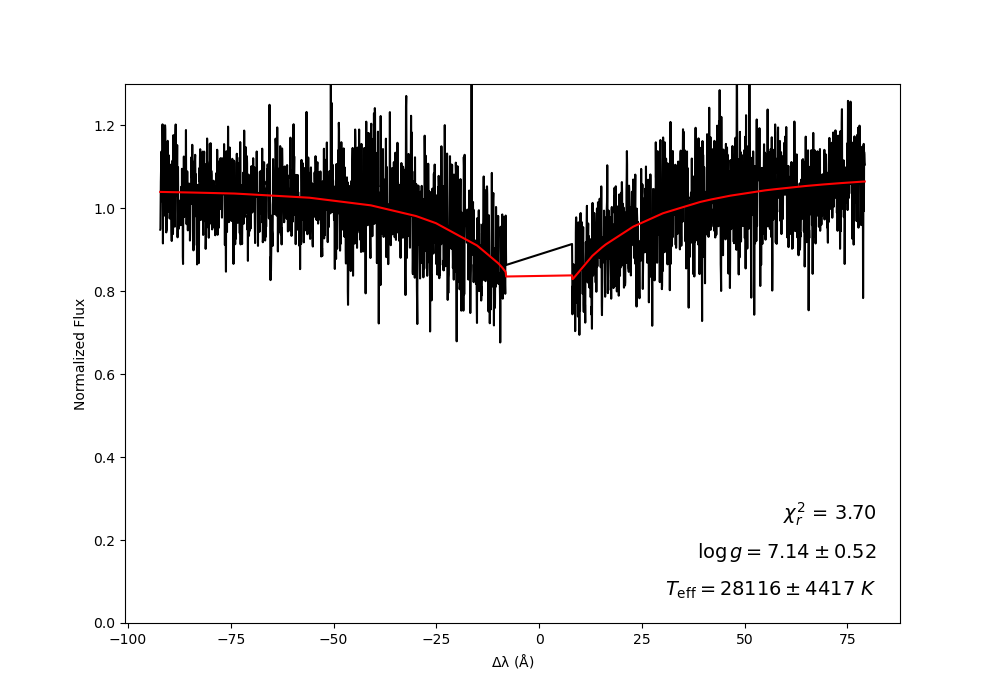 1.2
1.0
0.8
0.6
0.4
0.2
0.0
Normalized Flux
χ²ᵣ = 3.70
log g = 7.14 ± 0.52
T_eff = 28116 ± 4417 K
−100 −75 −50 −25 0 25 50 75
Δλ (Å)